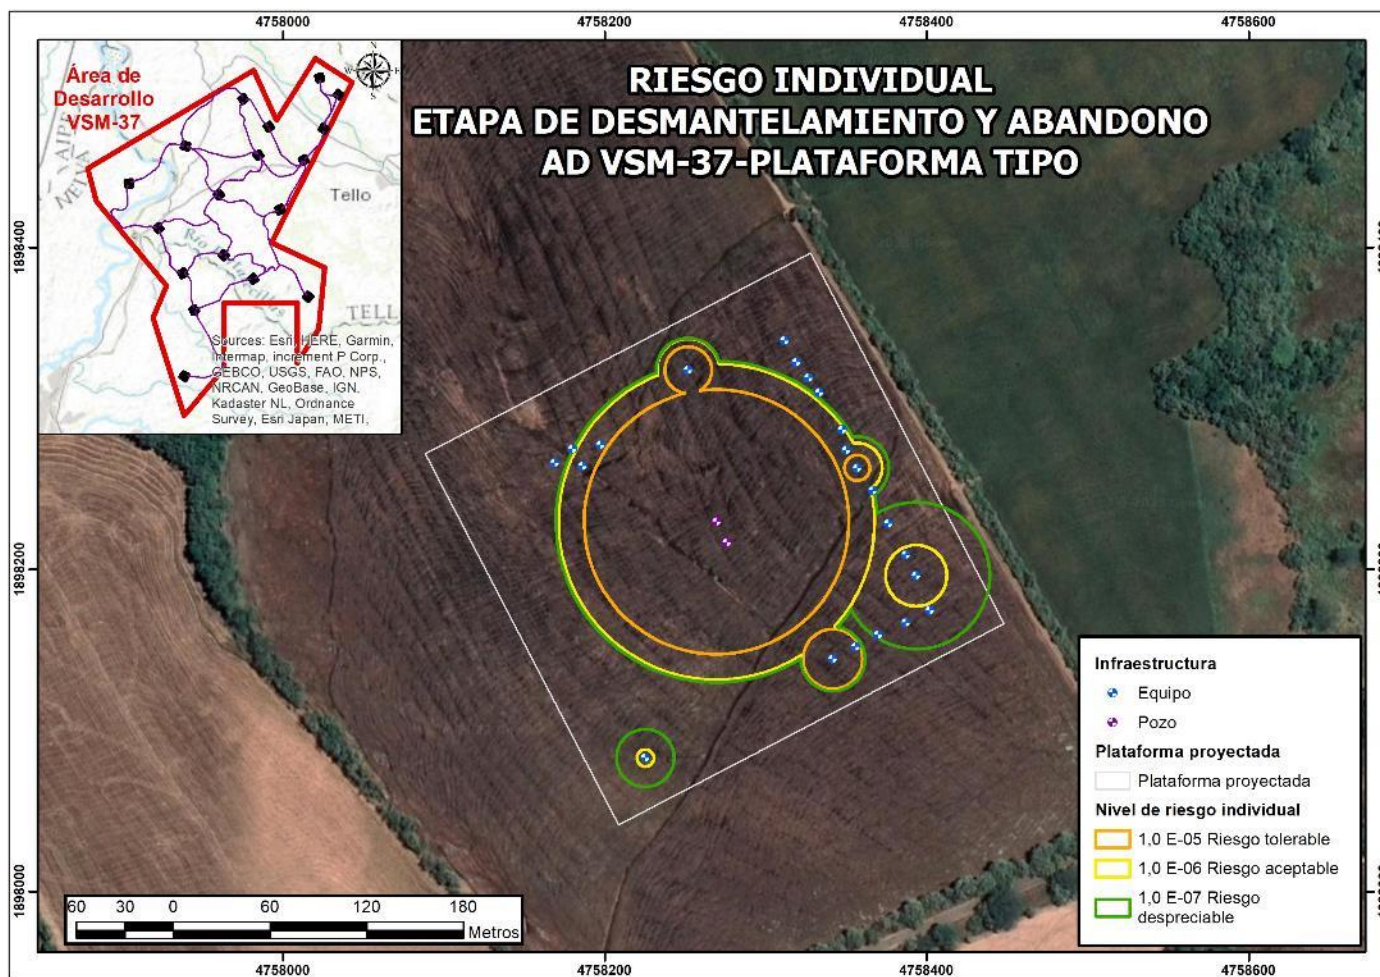 4758000
4758200
4758400
4758600
RIESGO INDIVIDUAL
ETAPA DE DESMANTELAMIENTO Y ABANDONO
AD VSM-37-PLATAFORMA TIPO
Área de
Desarrollo
VSM-37
N
W
E
S
NEIVA
Tello
TELL
Sources: Esri, HERE, Garmin,
Intermap, increment P Corp.,
GEBCO, USGS, FAO, NPS,
NRCAN, GeoBase, IGN,
Kadaster NL, Ordnance
Survey, Esri Japan, METI,
1898400
1898200
1898000
Infraestructura
Equipo
Pozo
Plataforma proyectada
Plataforma proyectada
Nivel de riesgo individual
1,0 E-05 Riesgo tolerable
1,0 E-06 Riesgo aceptable
1,0 E-07 Riesgo
despreciable
60 30 0 60 120 180
Metros
4758000
4758200
4758400
4758600